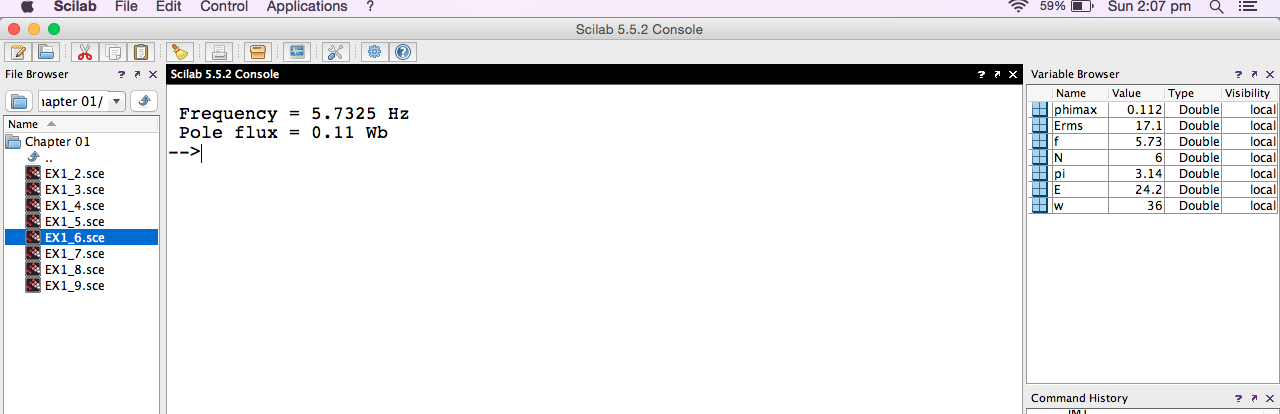 Scilab File Edit Control Applications ? 59% Sun 2:07 pm
Scilab 5.5.2 Console
File Browser ?
Scilab 5.5.2 Console ?
Variable Browser ?
apter 01/
Name
Chapter 01
..
EX1_2.sce
EX1_3.sce
EX1_4.sce
EX1_5.sce
EX1_6.sce
EX1_7.sce
EX1_8.sce
EX1_9.sce
Frequency = 5.7325 Hz
Pole flux = 0.11 Wb
-->
Name Value Type Visibility
phimax 0.112 Double local
Erms 17.1 Double local
f 5.73 Double local
N 6 Double local
pi 3.14 Double local
E 24.2 Double local
w 36 Double local
Command History ?